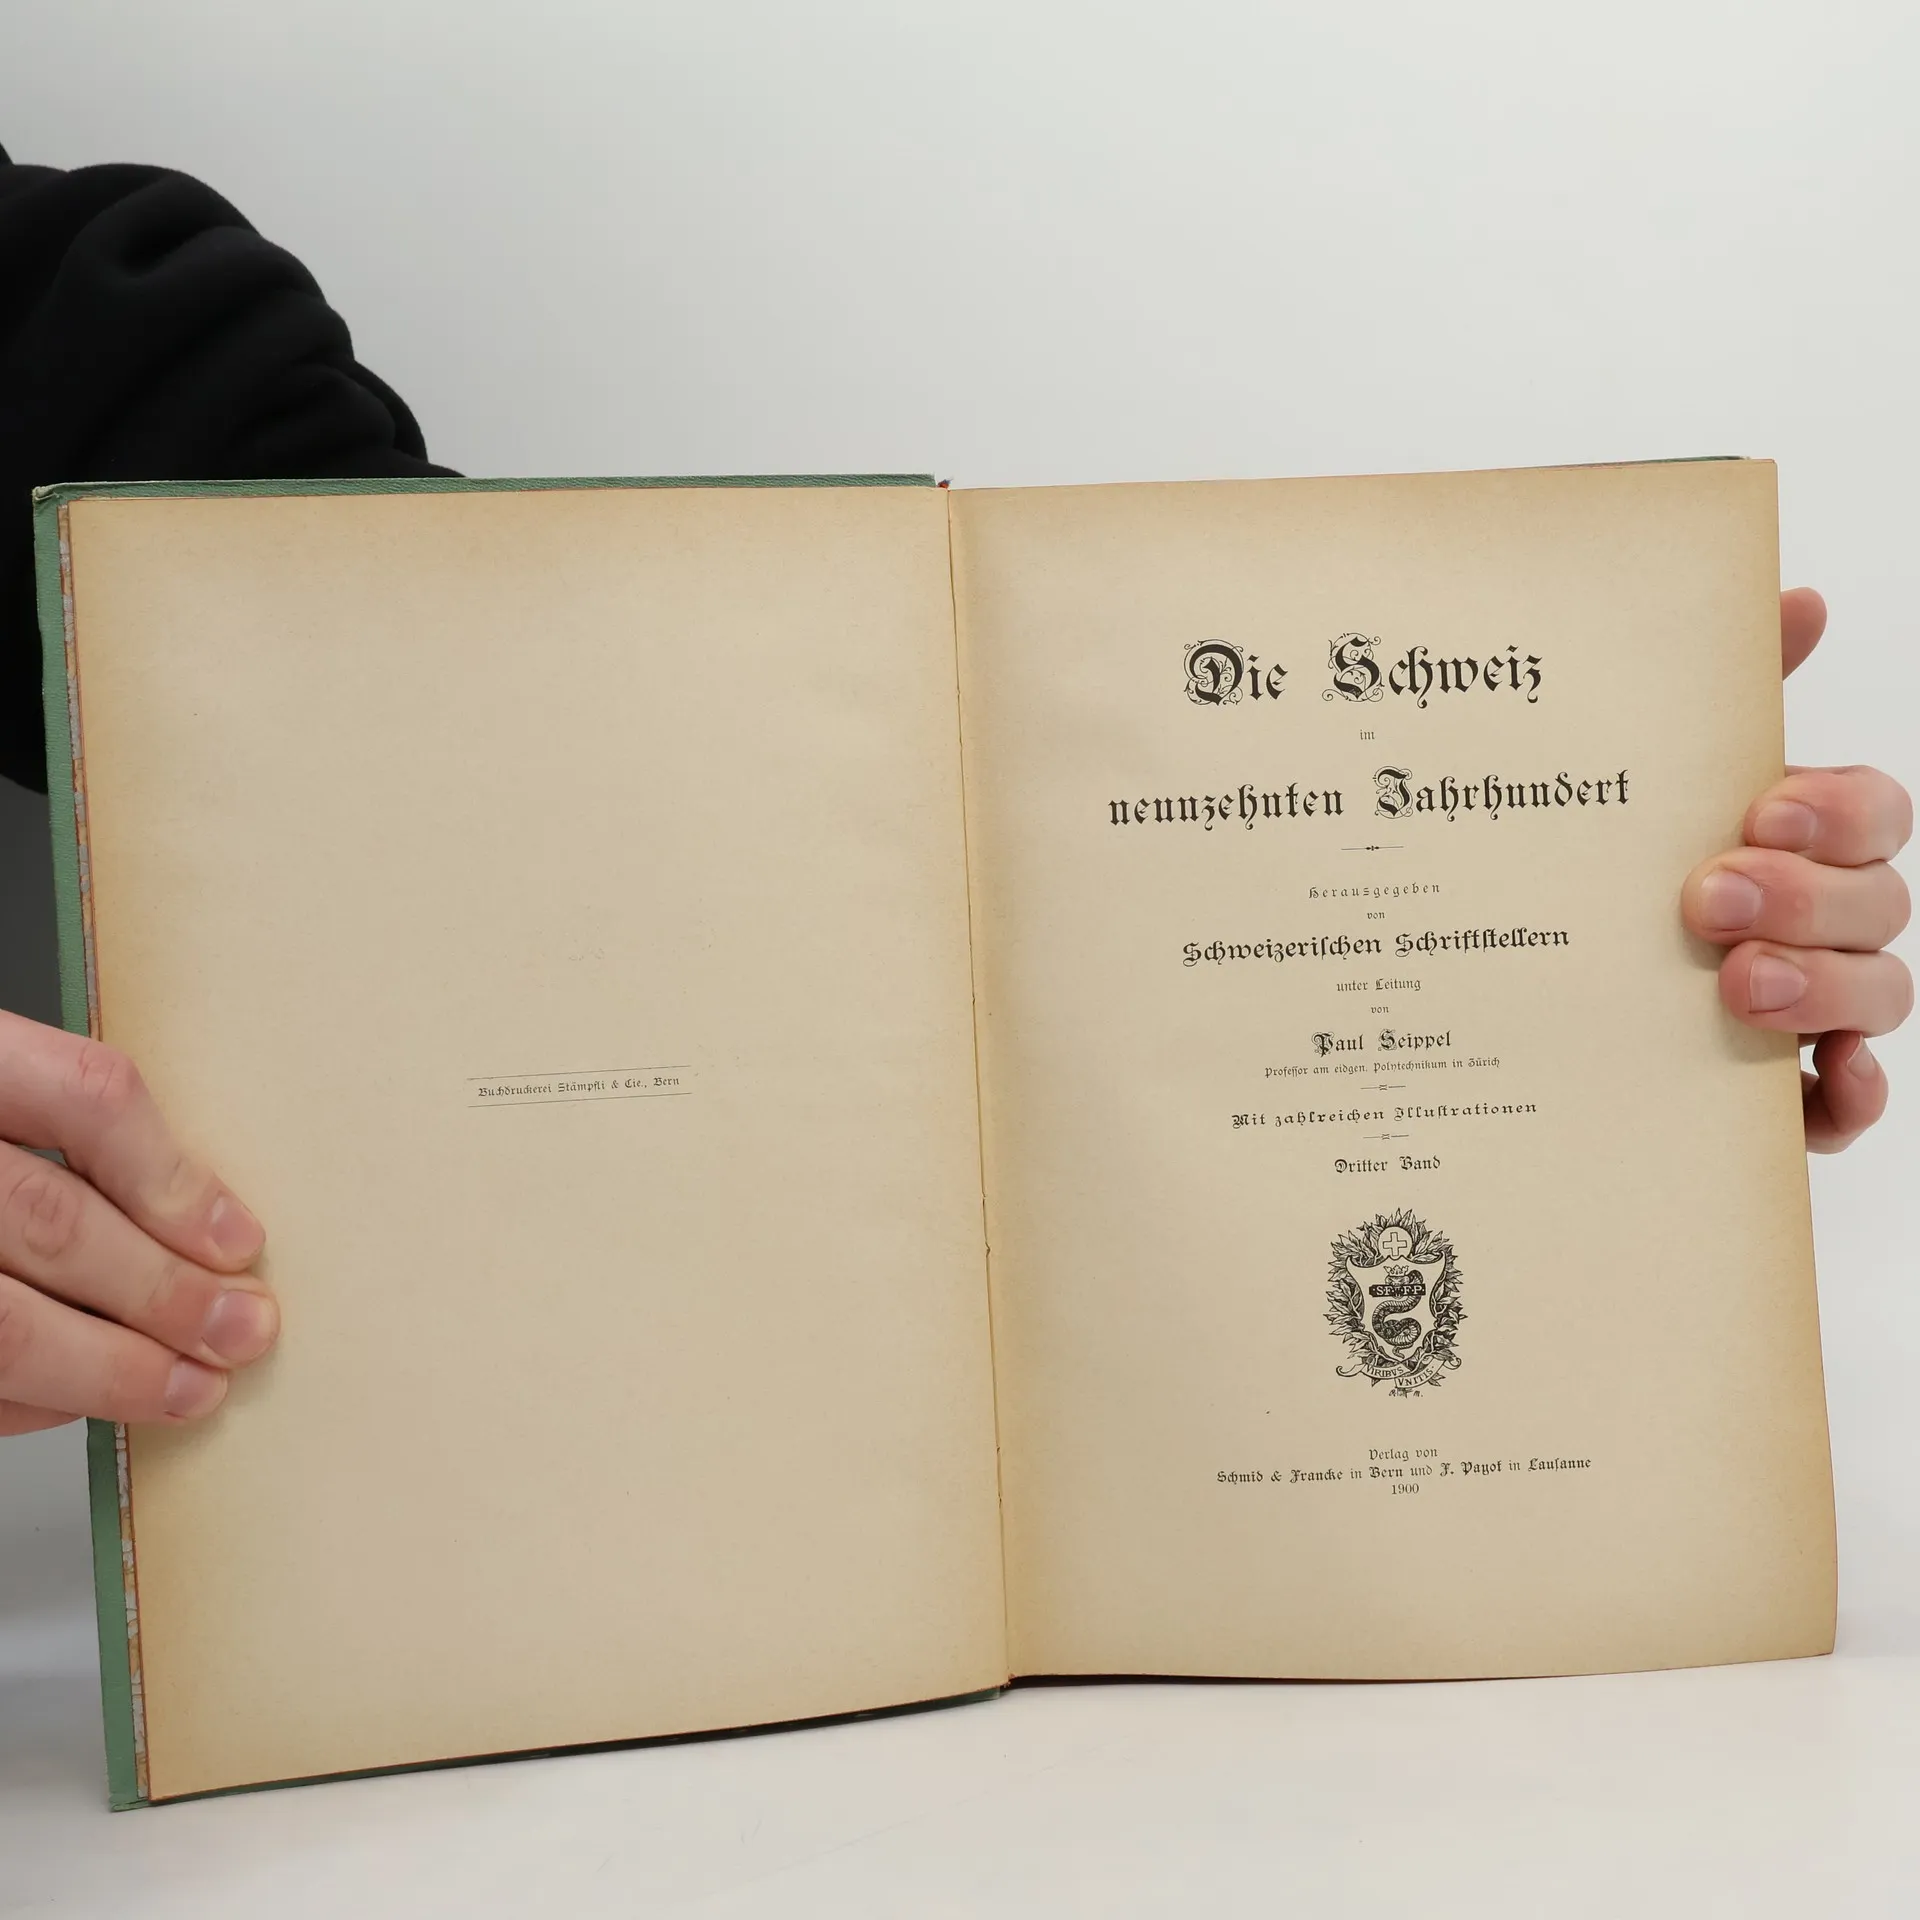 Buchdruckerei Stämpfli & Cie., Bern
Die Schweiz
im
neunzehnten Jahrhundert
Herausgegeben
von
Schweizerischen Schriftstellern
unter Leitung
von
Paul Seippel
Professor am eidgen. Polytechnikum in Zürich
Mit zahlreichen Illustrationen
Dritter Band
VIRIBVS
VNITIS
Verlag von
Schmid & Francke in Bern und F. Payot in Lausanne
1900